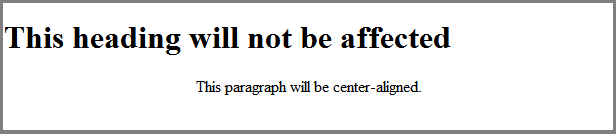 This heading will not be affected
This paragraph will be center-aligned.